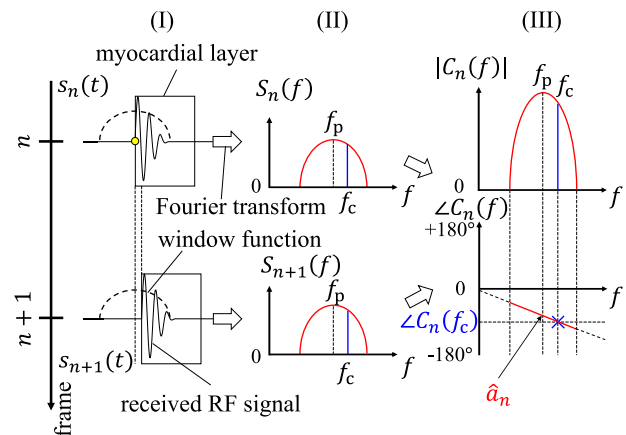 (I) (II) (III)
myocardial layer
s_n(t)
n
Fourier transform
window function
n + 1
s_{n+1}(t)
received RF signal
frame
S_n(f)
f_p
0
f_c
f
S_{n+1}(f)
f_p
0
f_c
f
|C_n(f)|
f_p
f_c
0
f
∠C_n(f)
+180°
0
f
∠C_n(f_c)
-180°
â_n